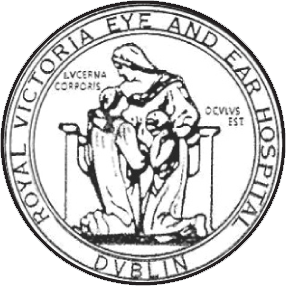 ROYAL VICTORIA EYE AND EAR HOSPITAL
LVCERNA
CORPORIS
OCVLVS
EST
DVBLIN